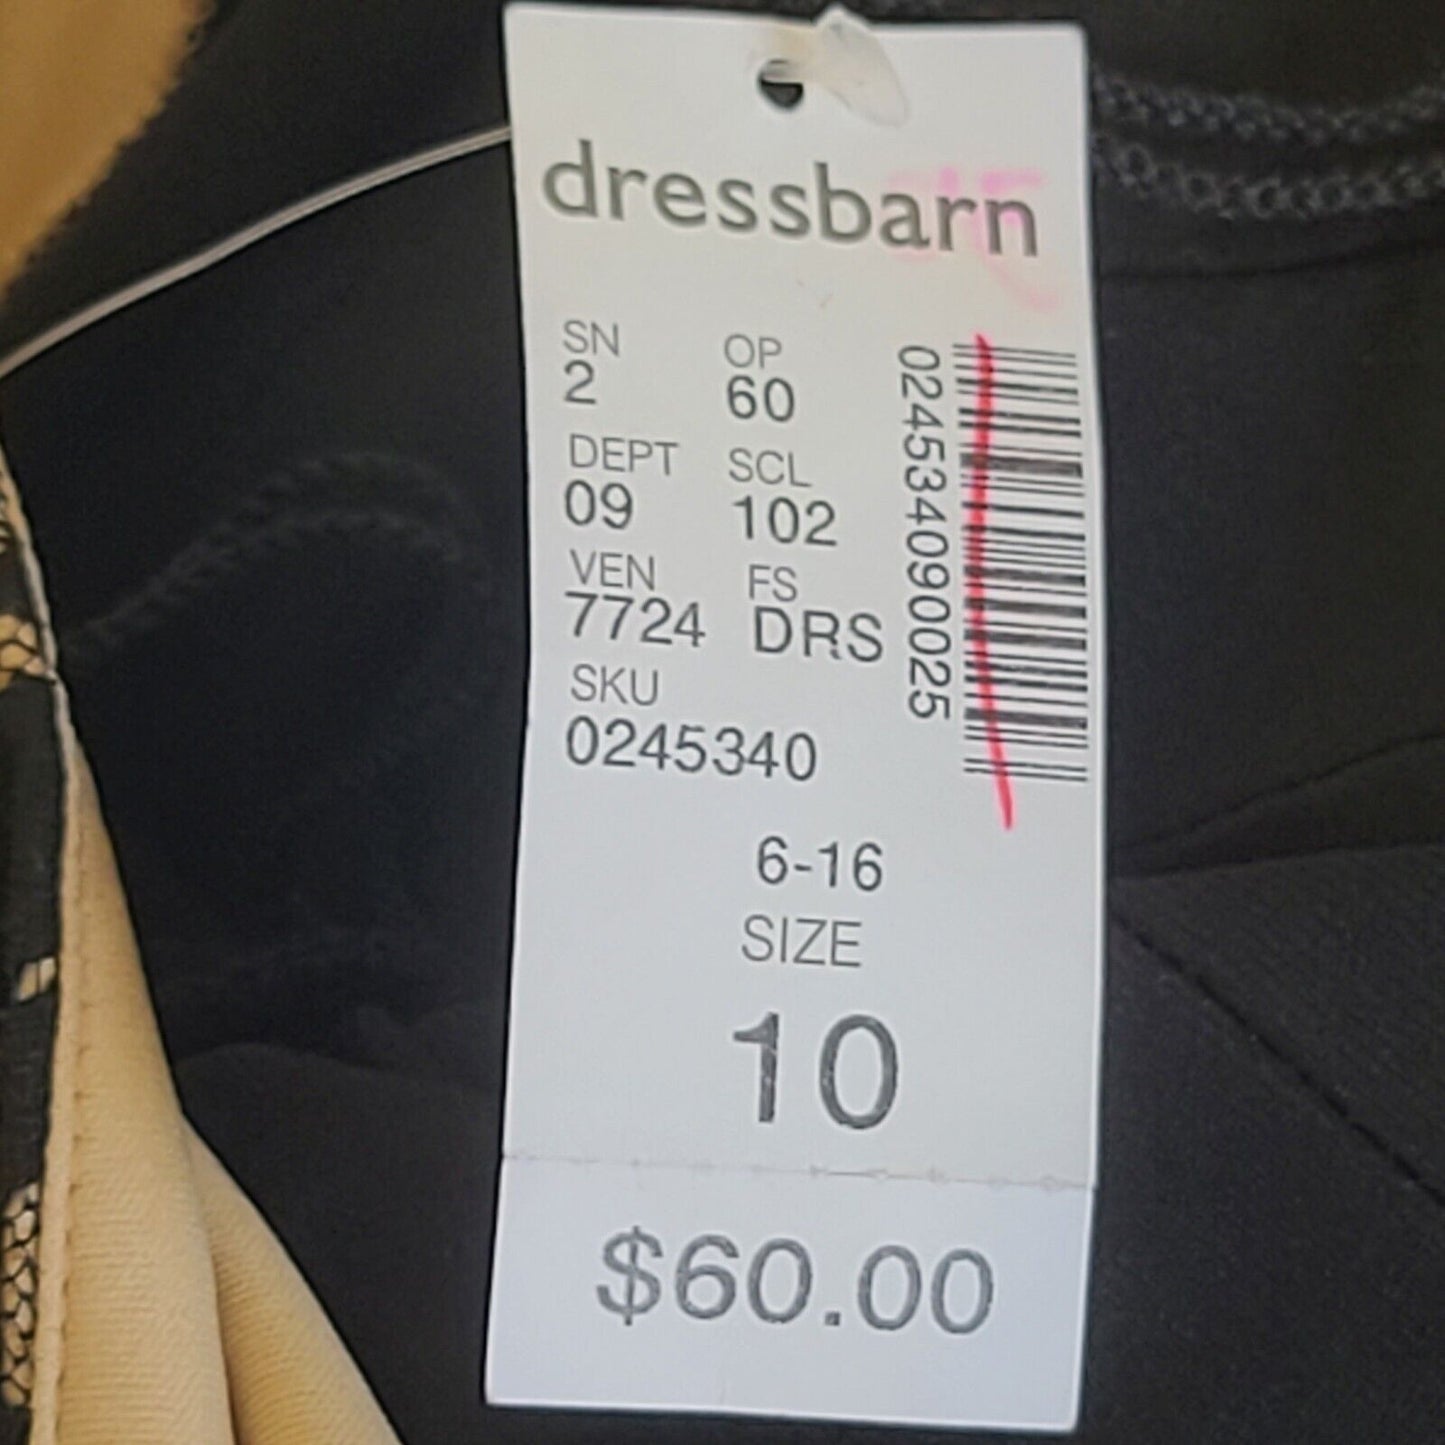 dressbarn
SN OP
2 60
DEPT SCL
09 102
VEN FS
7724 DRS
SKU
0245340
024534090025
6-16
SIZE
10
$60.00